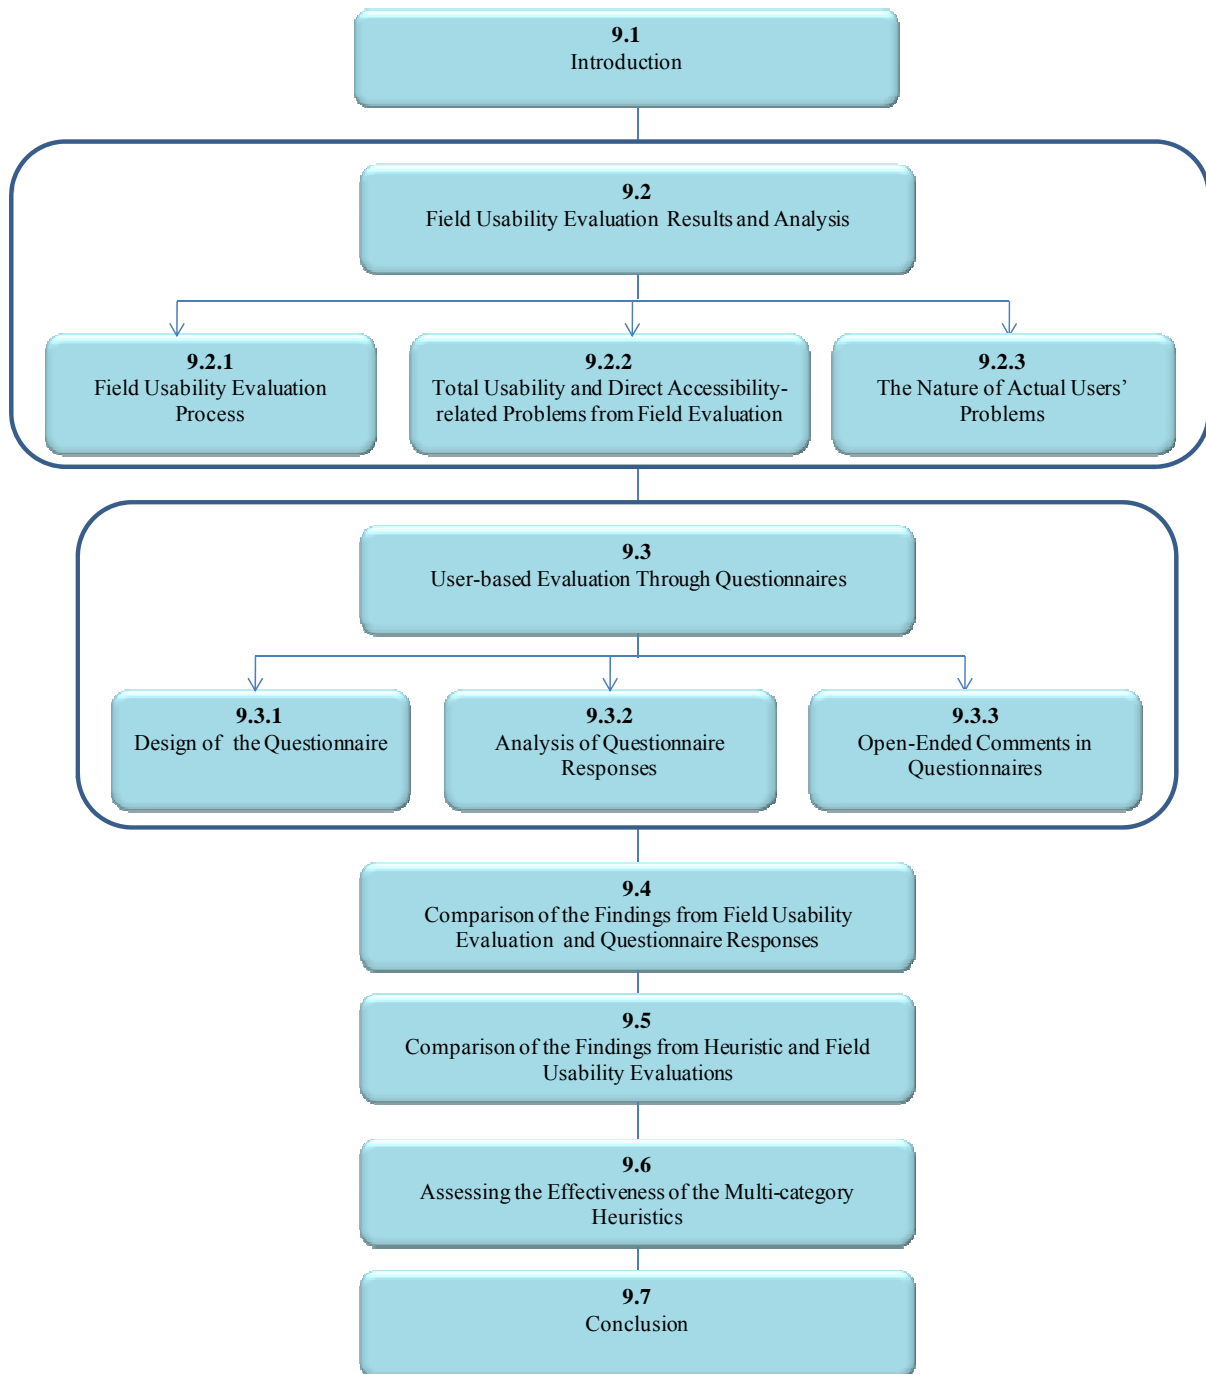 9.1
Introduction
9.2
Field Usability Evaluation Results and Analysis
9.2.1
Field Usability Evaluation
Process
9.2.2
Total Usability and Direct Accessibility-
related Problems from Field Evaluation
9.2.3
The Nature of Actual Users’
Problems
9.3
User-based Evaluation Through Questionnaires
9.3.1
Design of the Questionnaire
9.3.2
Analysis of Questionnaire
Responses
9.3.3
Open-Ended Comments in
Questionnaires
9.4
Comparison of the Findings from Field Usability
Evaluation and Questionnaire Responses
9.5
Comparison of the Findings from Heuristic and Field
Usability Evaluations
9.6
Assessing the Effectiveness of the Multi-category
Heuristics
9.7
Conclusion